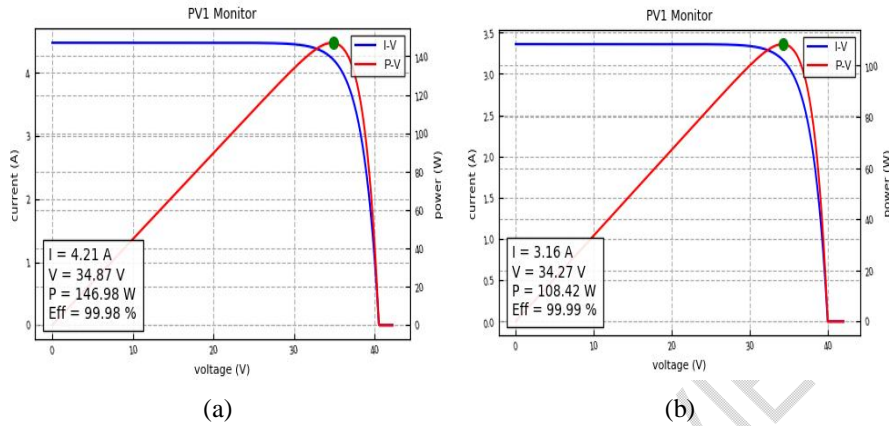 PV1 Monitor
I-V
P-V
current (A)
4
3
2
1
0
140
120
100
80
60
40
20
0
power (W)
I = 4.21 A
V = 34.87 V
P = 146.98 W
Eff = 99.98 %
0 10 20 30 40
voltage (V)
(a)
PV1 Monitor
I-V
P-V
current (A)
3.5
3.0
2.5
2.0
1.5
1.0
0.5
0.0
100
80
60
40
20
0
power (W)
I = 3.16 A
V = 34.27 V
P = 108.42 W
Eff = 99.99 %
0 10 20 30 40
voltage (V)
(b)